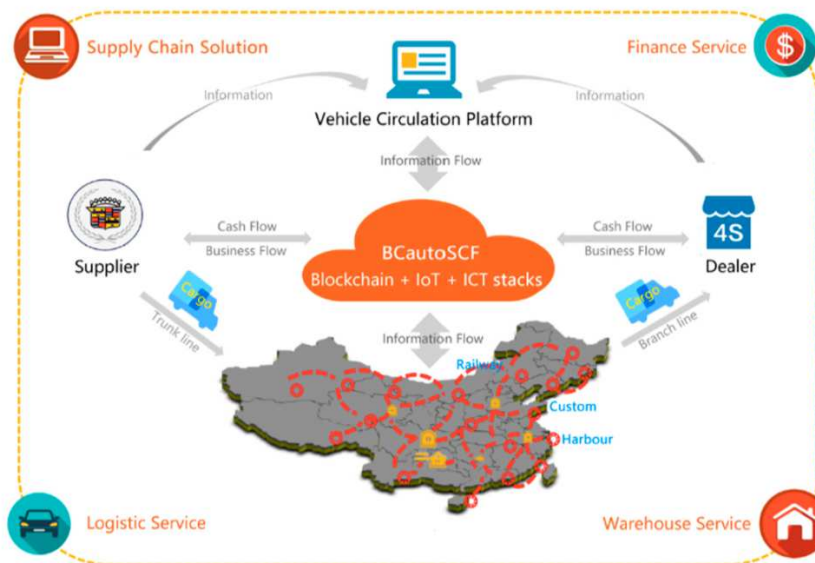 Supply Chain Solution
Finance Service
$
Information
Information
Vehicle Circulation Platform
Information Flow
Cash Flow
Business Flow
Cash Flow
Business Flow
4S
BCautoSCF
Blockchain + IoT + ICT stacks
Supplier
Dealer
Cargo
Cargo
Trunk line
Branch line
Information Flow
Railway
Custom
Harbour
Logistic Service
Warehouse Service